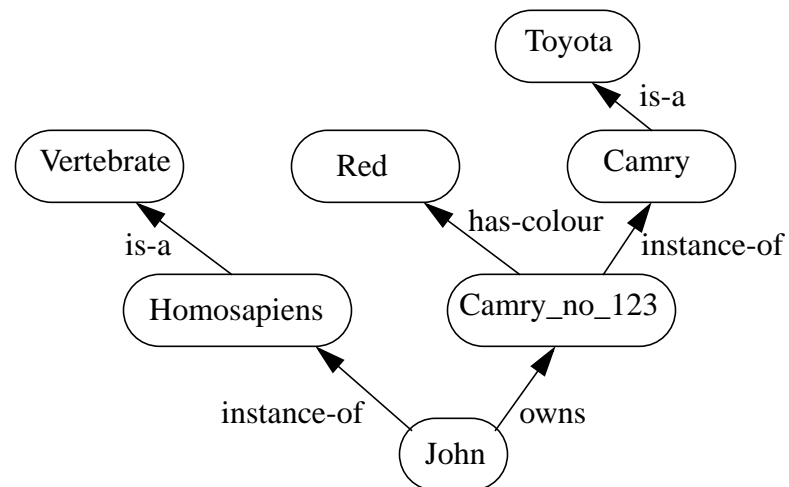 Toyota
is-a
Vertebrate
Red
Camry
has-colour
is-a
instance-of
Homosapiens
Camry_no_123
instance-of
owns
John